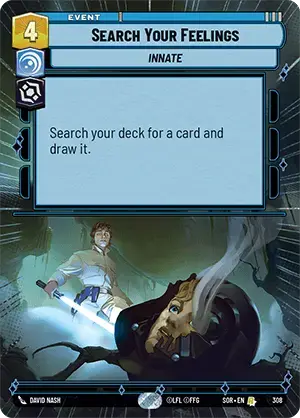 EVENT
4
SEARCH YOUR FEELINGS
INNATE
Search your deck for a card and
draw it.
DAVID NASH
©LFL ©FFG
SOR • EN
308